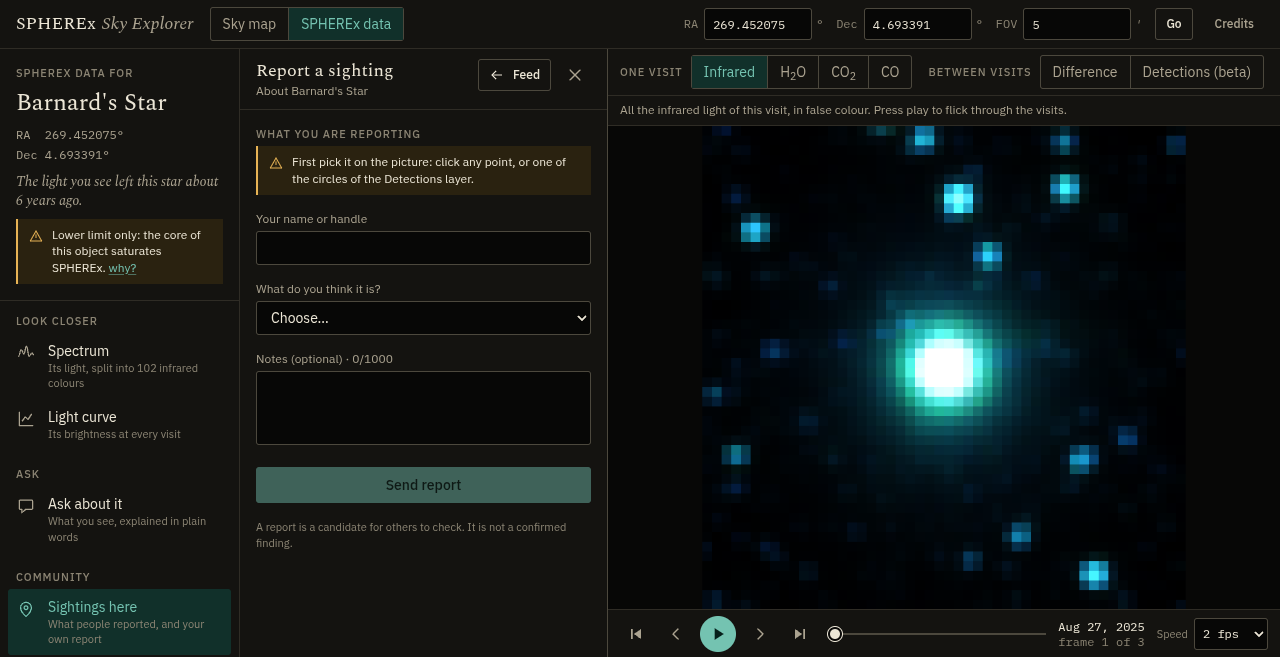 SPHEREx Sky Explorer
Sky map
SPHEREx data
RA 269.452075 °
Dec 4.693391 °
FOV 5 ′
Go
Credits
SPHEREX DATA FOR
Barnard's Star
RA 269.452075°
Dec 4.693391°
The light you see left this star about
6 years ago.
Lower limit only: the core of
this object saturates
SPHEREx. why?
LOOK CLOSER
Spectrum
Its light, split into 102 infrared
colours
Light curve
Its brightness at every visit
ASK
Ask about it
What you see, explained in plain
words
COMMUNITY
Sightings here
What people reported, and your
own report
Report a sighting
About Barnard's Star
← Feed
WHAT YOU ARE REPORTING
First pick it on the picture: click any point, or one of
the circles of the Detections layer.
Your name or handle
What do you think it is?
Choose...
Notes (optional) · 0/1000
Send report
A report is a candidate for others to check. It is not a confirmed
finding.
ONE VISIT
Infrared
H₂O
CO₂
CO
BETWEEN VISITS
Difference
Detections (beta)
All the infrared light of this visit, in false colour. Press play to flick through the visits.
Aug 27, 2025
frame 1 of 3
Speed
2 fps